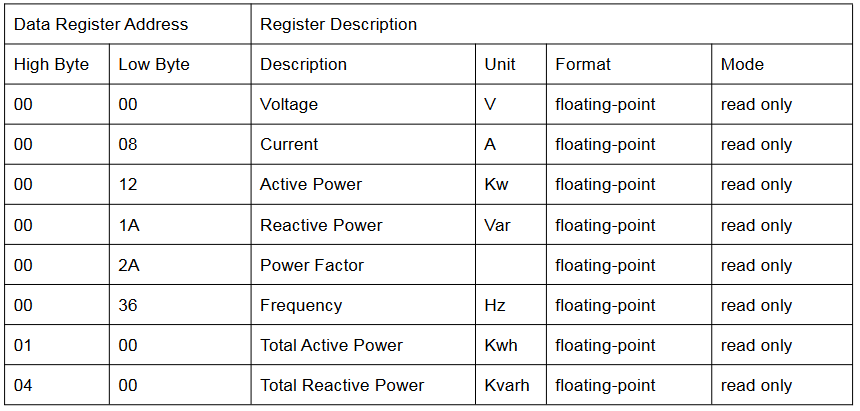 Data Register Address Register Description
High Byte Low Byte Description Unit Format Mode
00 00 Voltage V floating-point read only
00 08 Current A floating-point read only
00 12 Active Power Kw floating-point read only
00 1A Reactive Power Var floating-point read only
00 2A Power Factor floating-point read only
00 36 Frequency Hz floating-point read only
01 00 Total Active Power Kwh floating-point read only
04 00 Total Reactive Power Kvarh floating-point read only